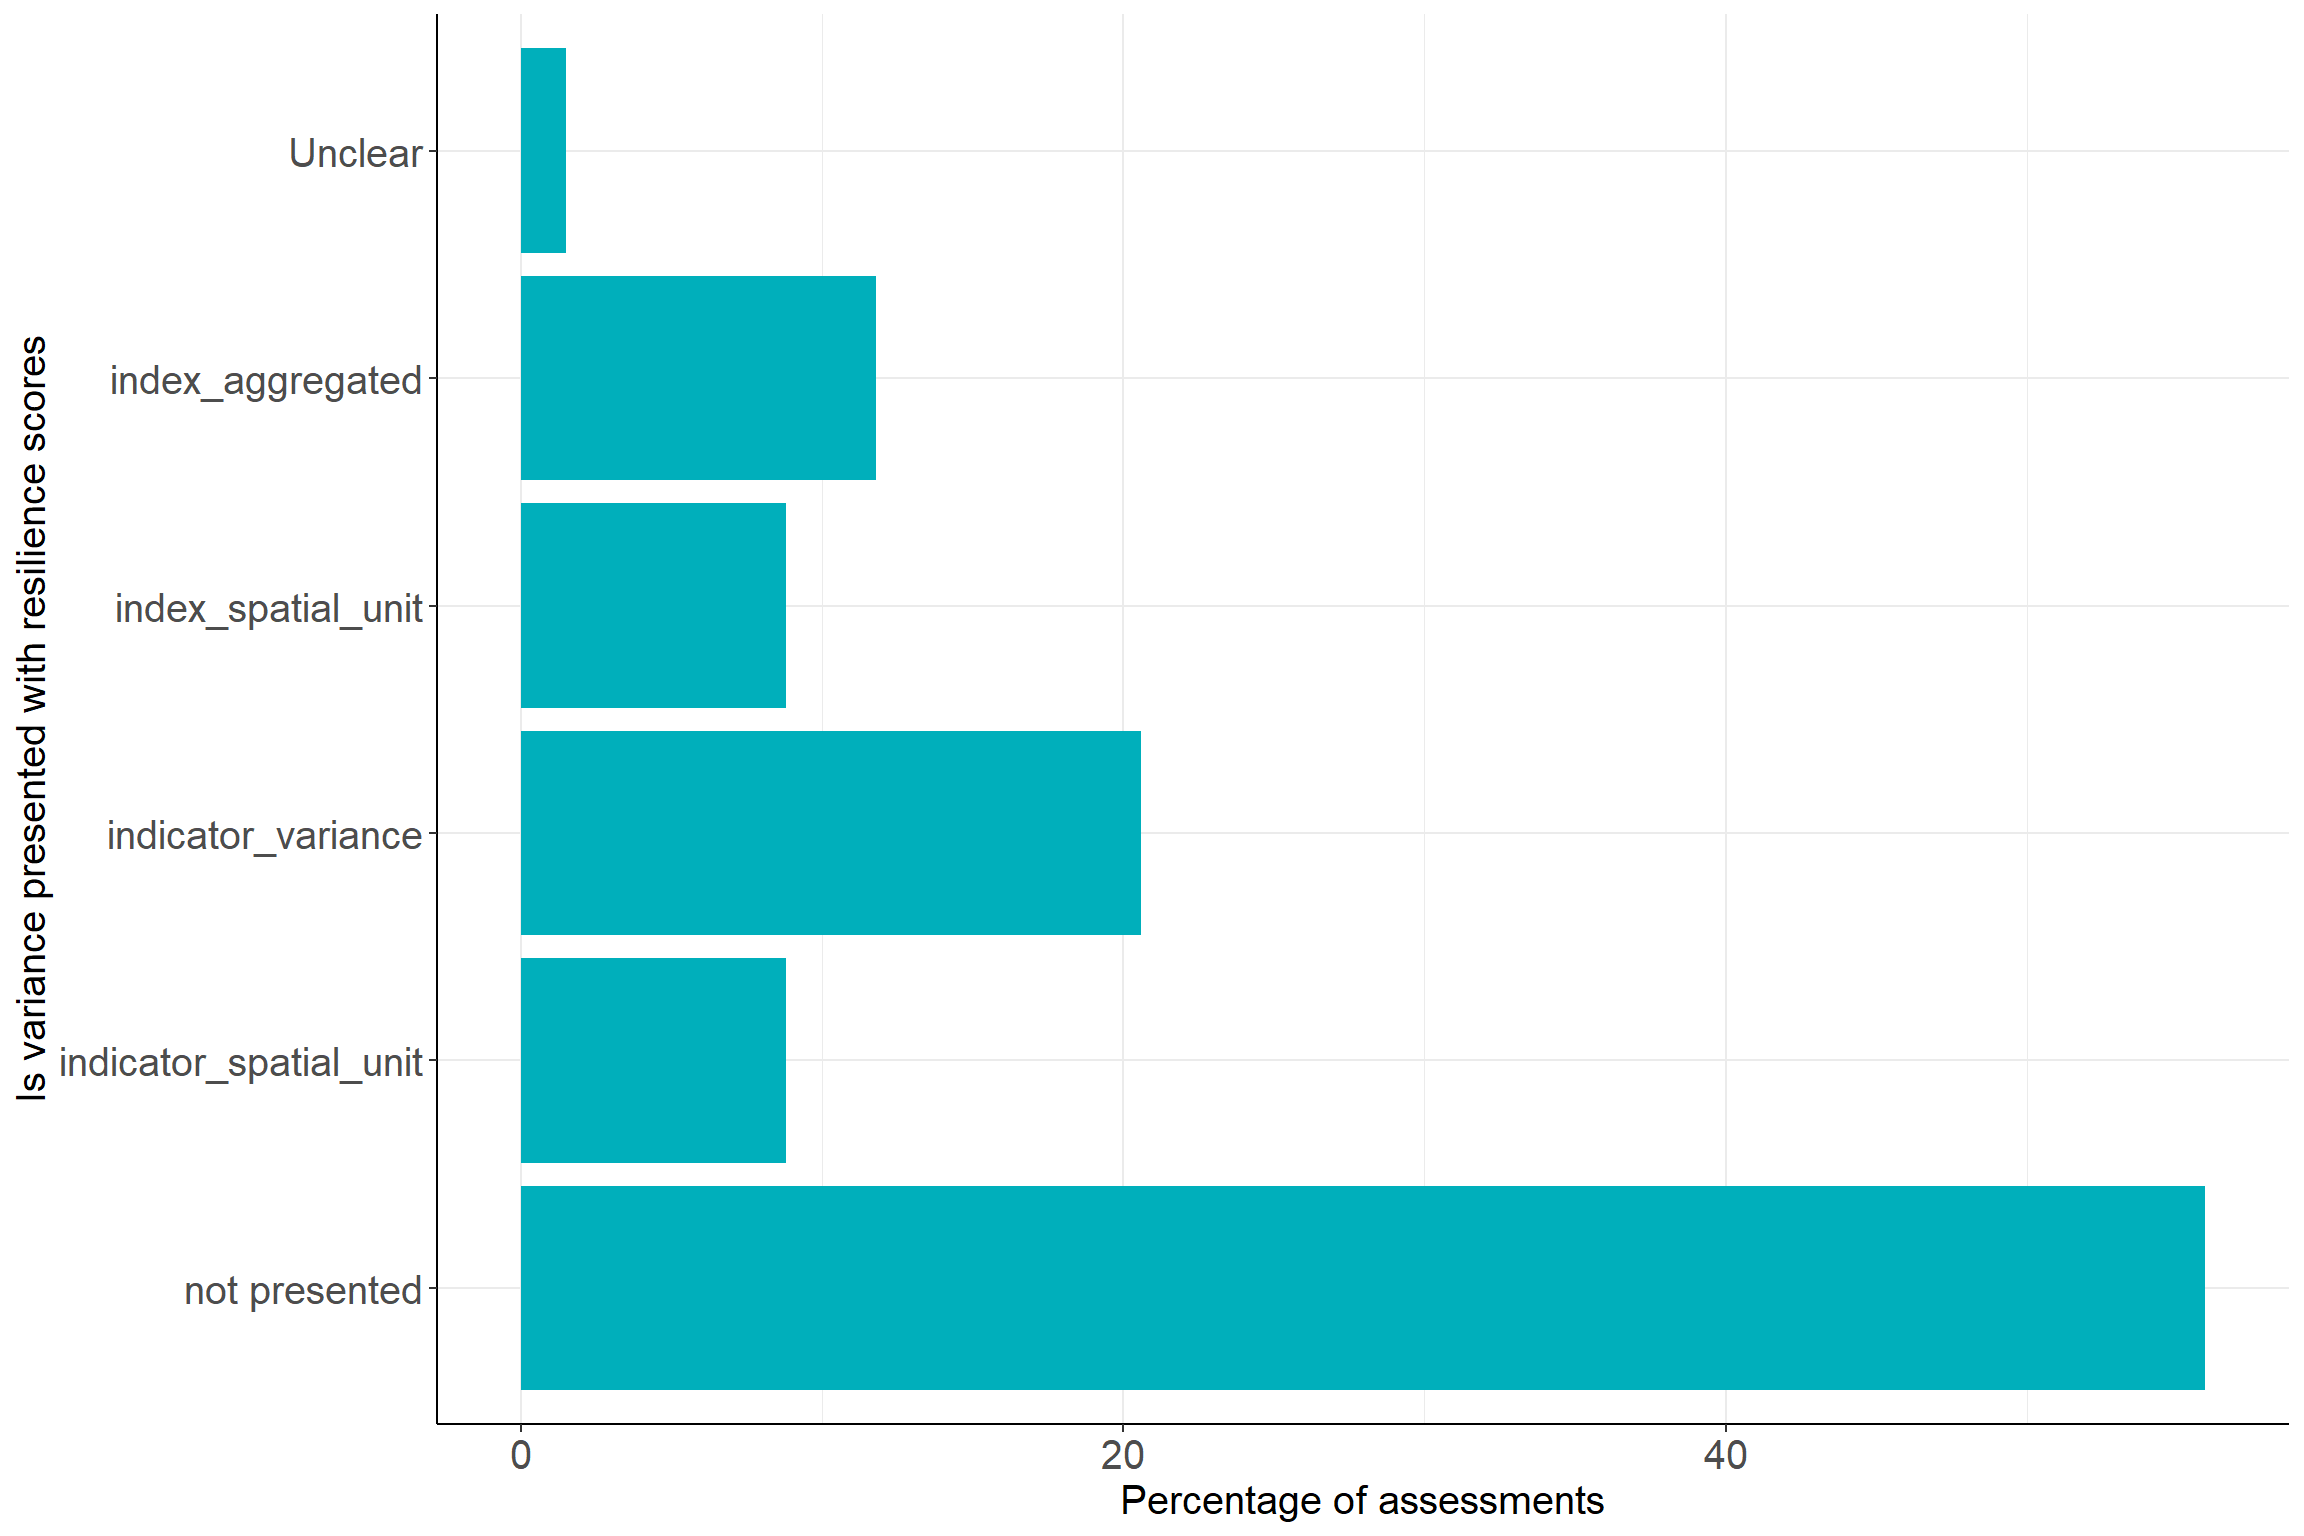 Is variance presented with resilience scores
Unclear
index_aggregated
index_spatial_unit
indicator_variance
indicator_spatial_unit
not presented
0 20 40
Percentage of assessments